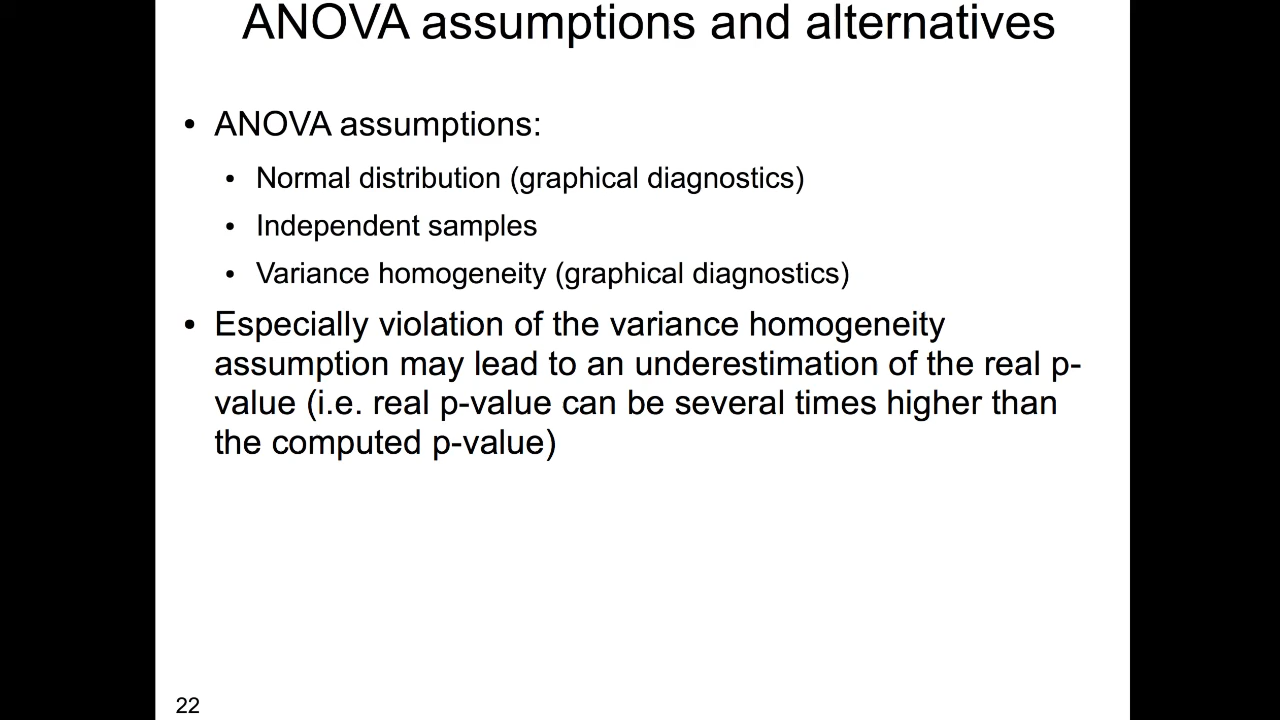 ANOVA assumptions and alternatives
• ANOVA assumptions:
• Normal distribution (graphical diagnostics)
• Independent samples
• Variance homogeneity (graphical diagnostics)
• Especially violation of the variance homogeneity
assumption may lead to an underestimation of the real p-
value (i.e. real p-value can be several times higher than
the computed p-value)
22